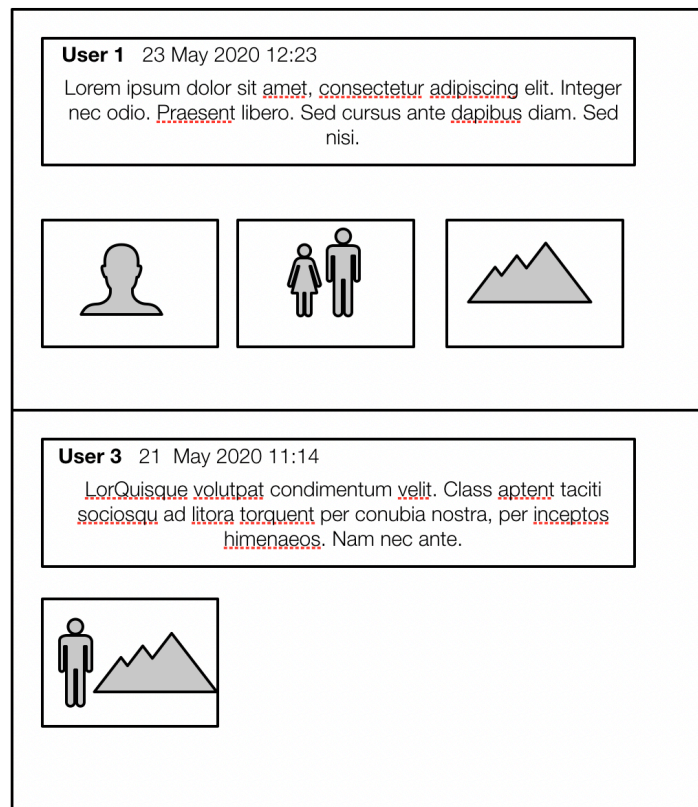 User 1 23 May 2020 12:23
Lorem ipsum dolor sit amet, consectetur adipiscing elit. Integer
nec odio. Praesent libero. Sed cursus ante dapibus diam. Sed
nisi.
User 3 21 May 2020 11:14
LorQuisque volutpat condimentum velit. Class aptent taciti
sociosqu ad litora torquent per conubia nostra, per inceptos
himenaeos. Nam nec ante.